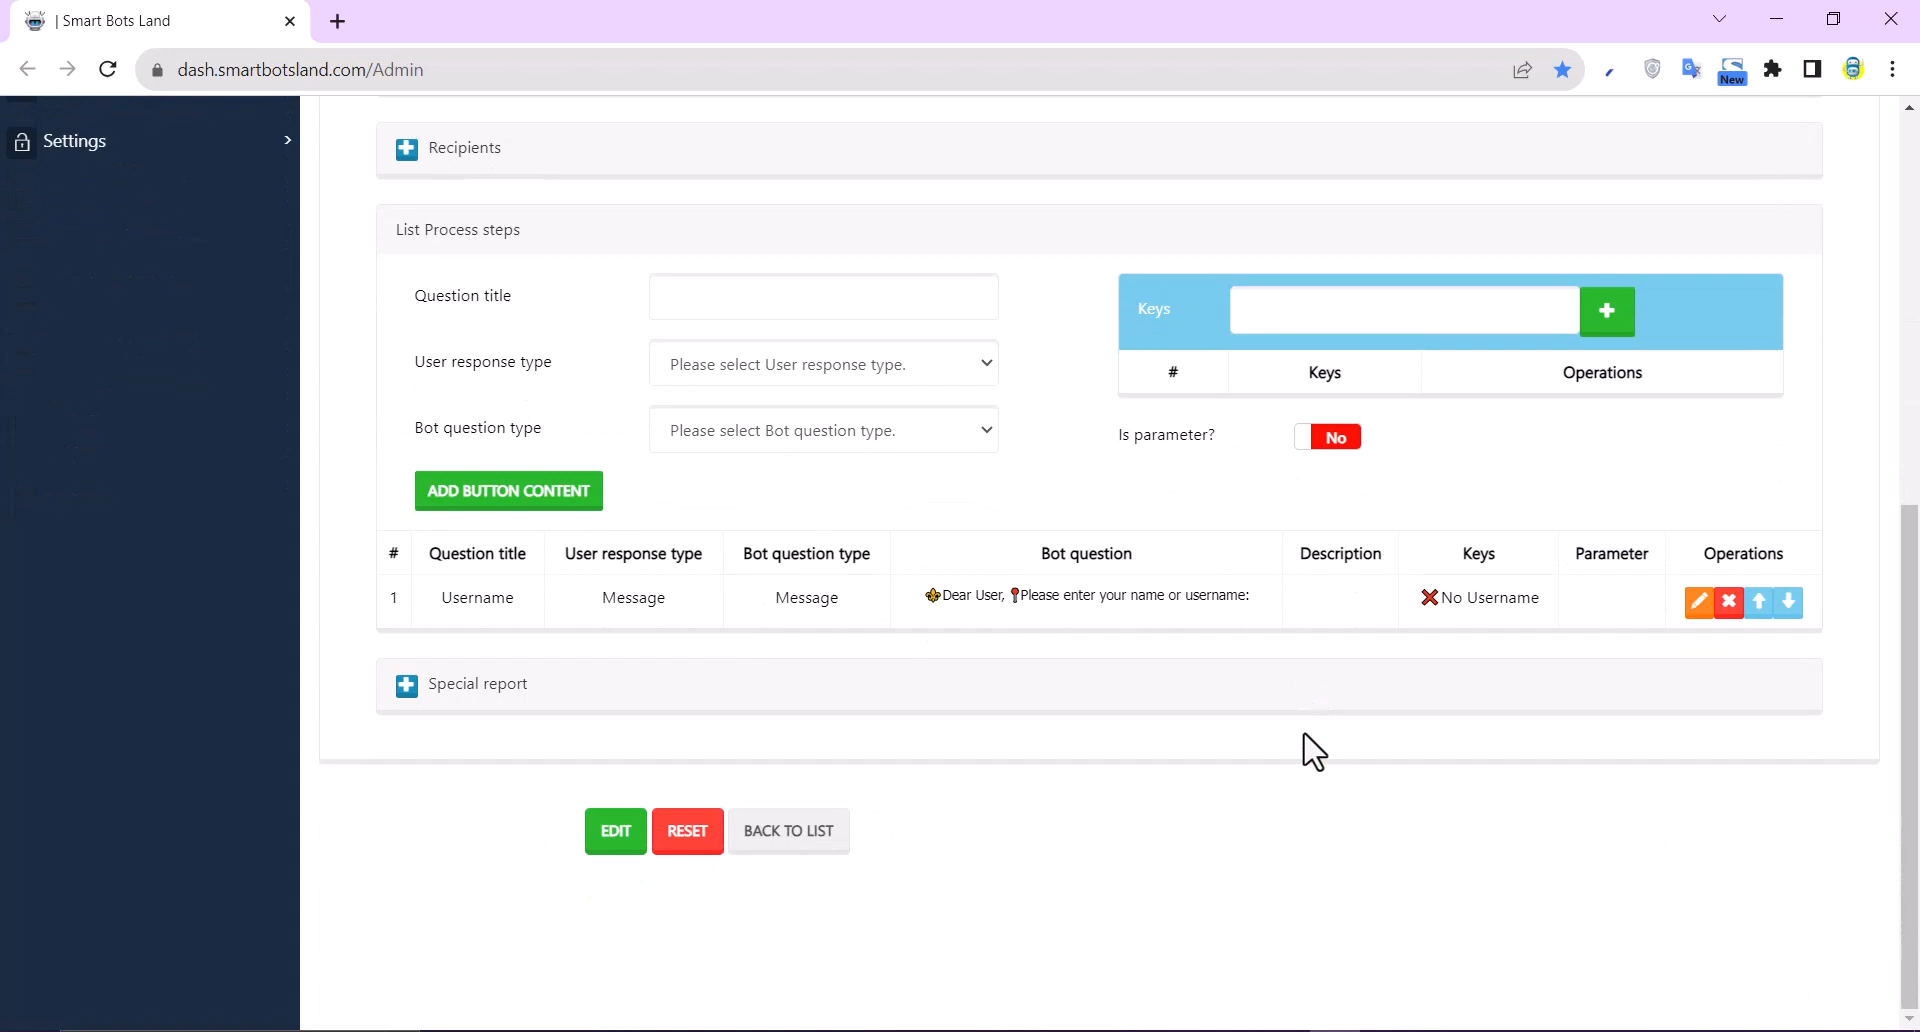 | Smart Bots Land
dash.smartbotsland.com/Admin
New
Settings
Recipients
List Process steps
Question title
Keys
User response type
Please select User response type.
# Keys Operations
Bot question type
Please select Bot question type.
Is parameter?
No
ADD BUTTON CONTENT
# Question title User response type Bot question type Bot question Description Keys Parameter Operations
1 Username Message Message ⚜Dear User, 📍Please enter your name or username: ❌No Username
Special report
EDIT RESET BACK TO LIST